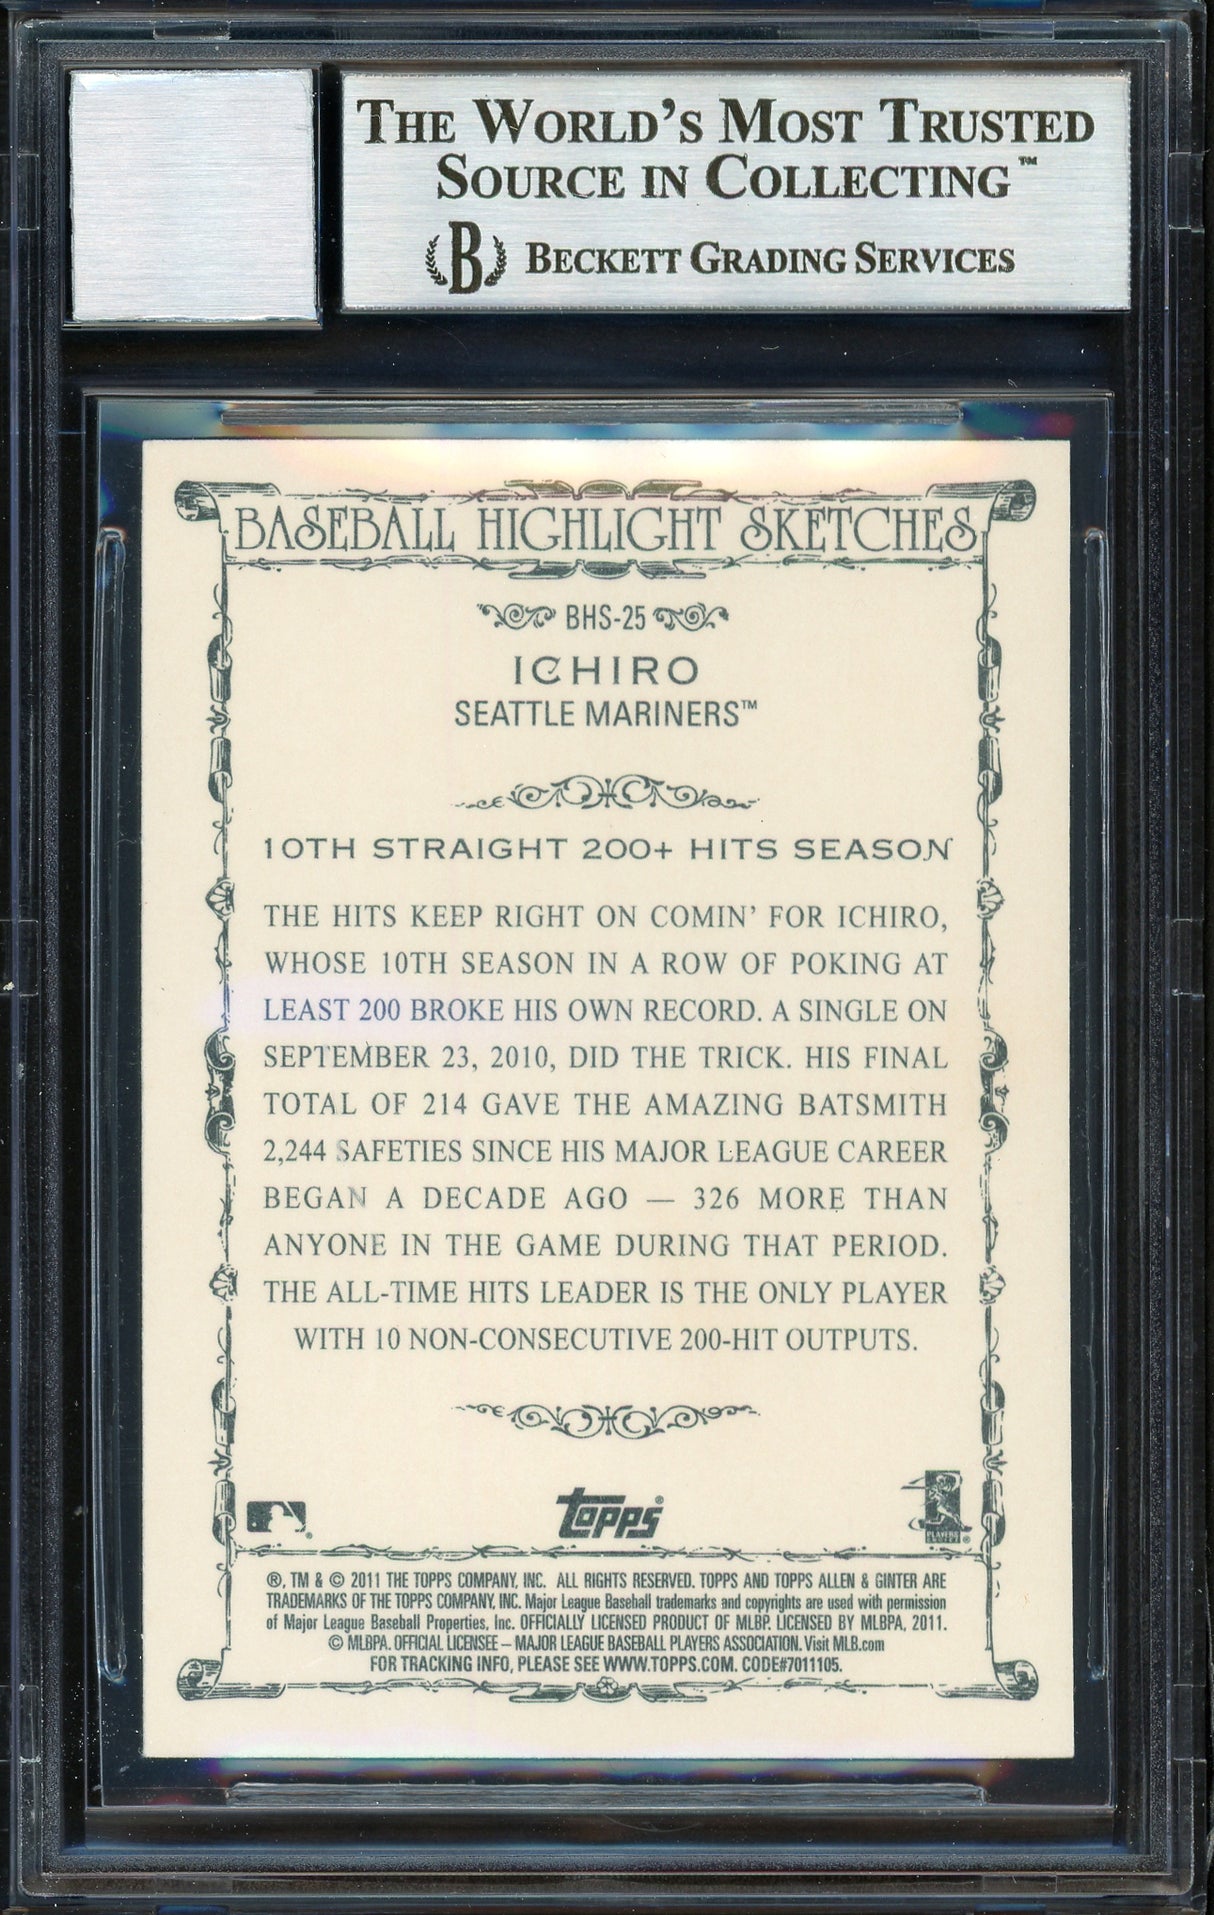 THE WORLD'S MOST TRUSTED
SOURCE IN COLLECTING™
B BECKETT GRADING SERVICES
BASEBALL HIGHLIGHT SKETCHES
BHS-25
ICHIRO
SEATTLE MARINERS™
10TH STRAIGHT 200+ HITS SEASON
THE HITS KEEP RIGHT ON COMIN' FOR ICHIRO,
WHOSE 10TH SEASON IN A ROW OF POKING AT
LEAST 200 BROKE HIS OWN RECORD. A SINGLE ON
SEPTEMBER 23, 2010, DID THE TRICK. HIS FINAL
TOTAL OF 214 GAVE THE AMAZING BATSMITH
2,244 SAFETIES SINCE HIS MAJOR LEAGUE CAREER
BEGAN A DECADE AGO — 326 MORE THAN
ANYONE IN THE GAME DURING THAT PERIOD.
THE ALL-TIME HITS LEADER IS THE ONLY PLAYER
WITH 10 NON-CONSECUTIVE 200-HIT OUTPUTS.
topps®
PLAYERS
CHOICE®
®, TM & © 2011 THE TOPPS COMPANY, INC. ALL RIGHTS RESERVED. TOPPS AND TOPPS ALLEN & GINTER ARE
TRADEMARKS OF THE TOPPS COMPANY, INC. Major League Baseball trademarks and copyrights are used with permission
of Major League Baseball Properties, Inc. OFFICIALLY LICENSED PRODUCT OF MLBP. LICENSED BY MLBPA, 2011.
© MLBPA. OFFICIAL LICENSEE – MAJOR LEAGUE BASEBALL PLAYERS ASSOCIATION. Visit MLB.com
FOR TRACKING INFO, PLEASE SEE WWW.TOPPS.COM. CODE#7011105.